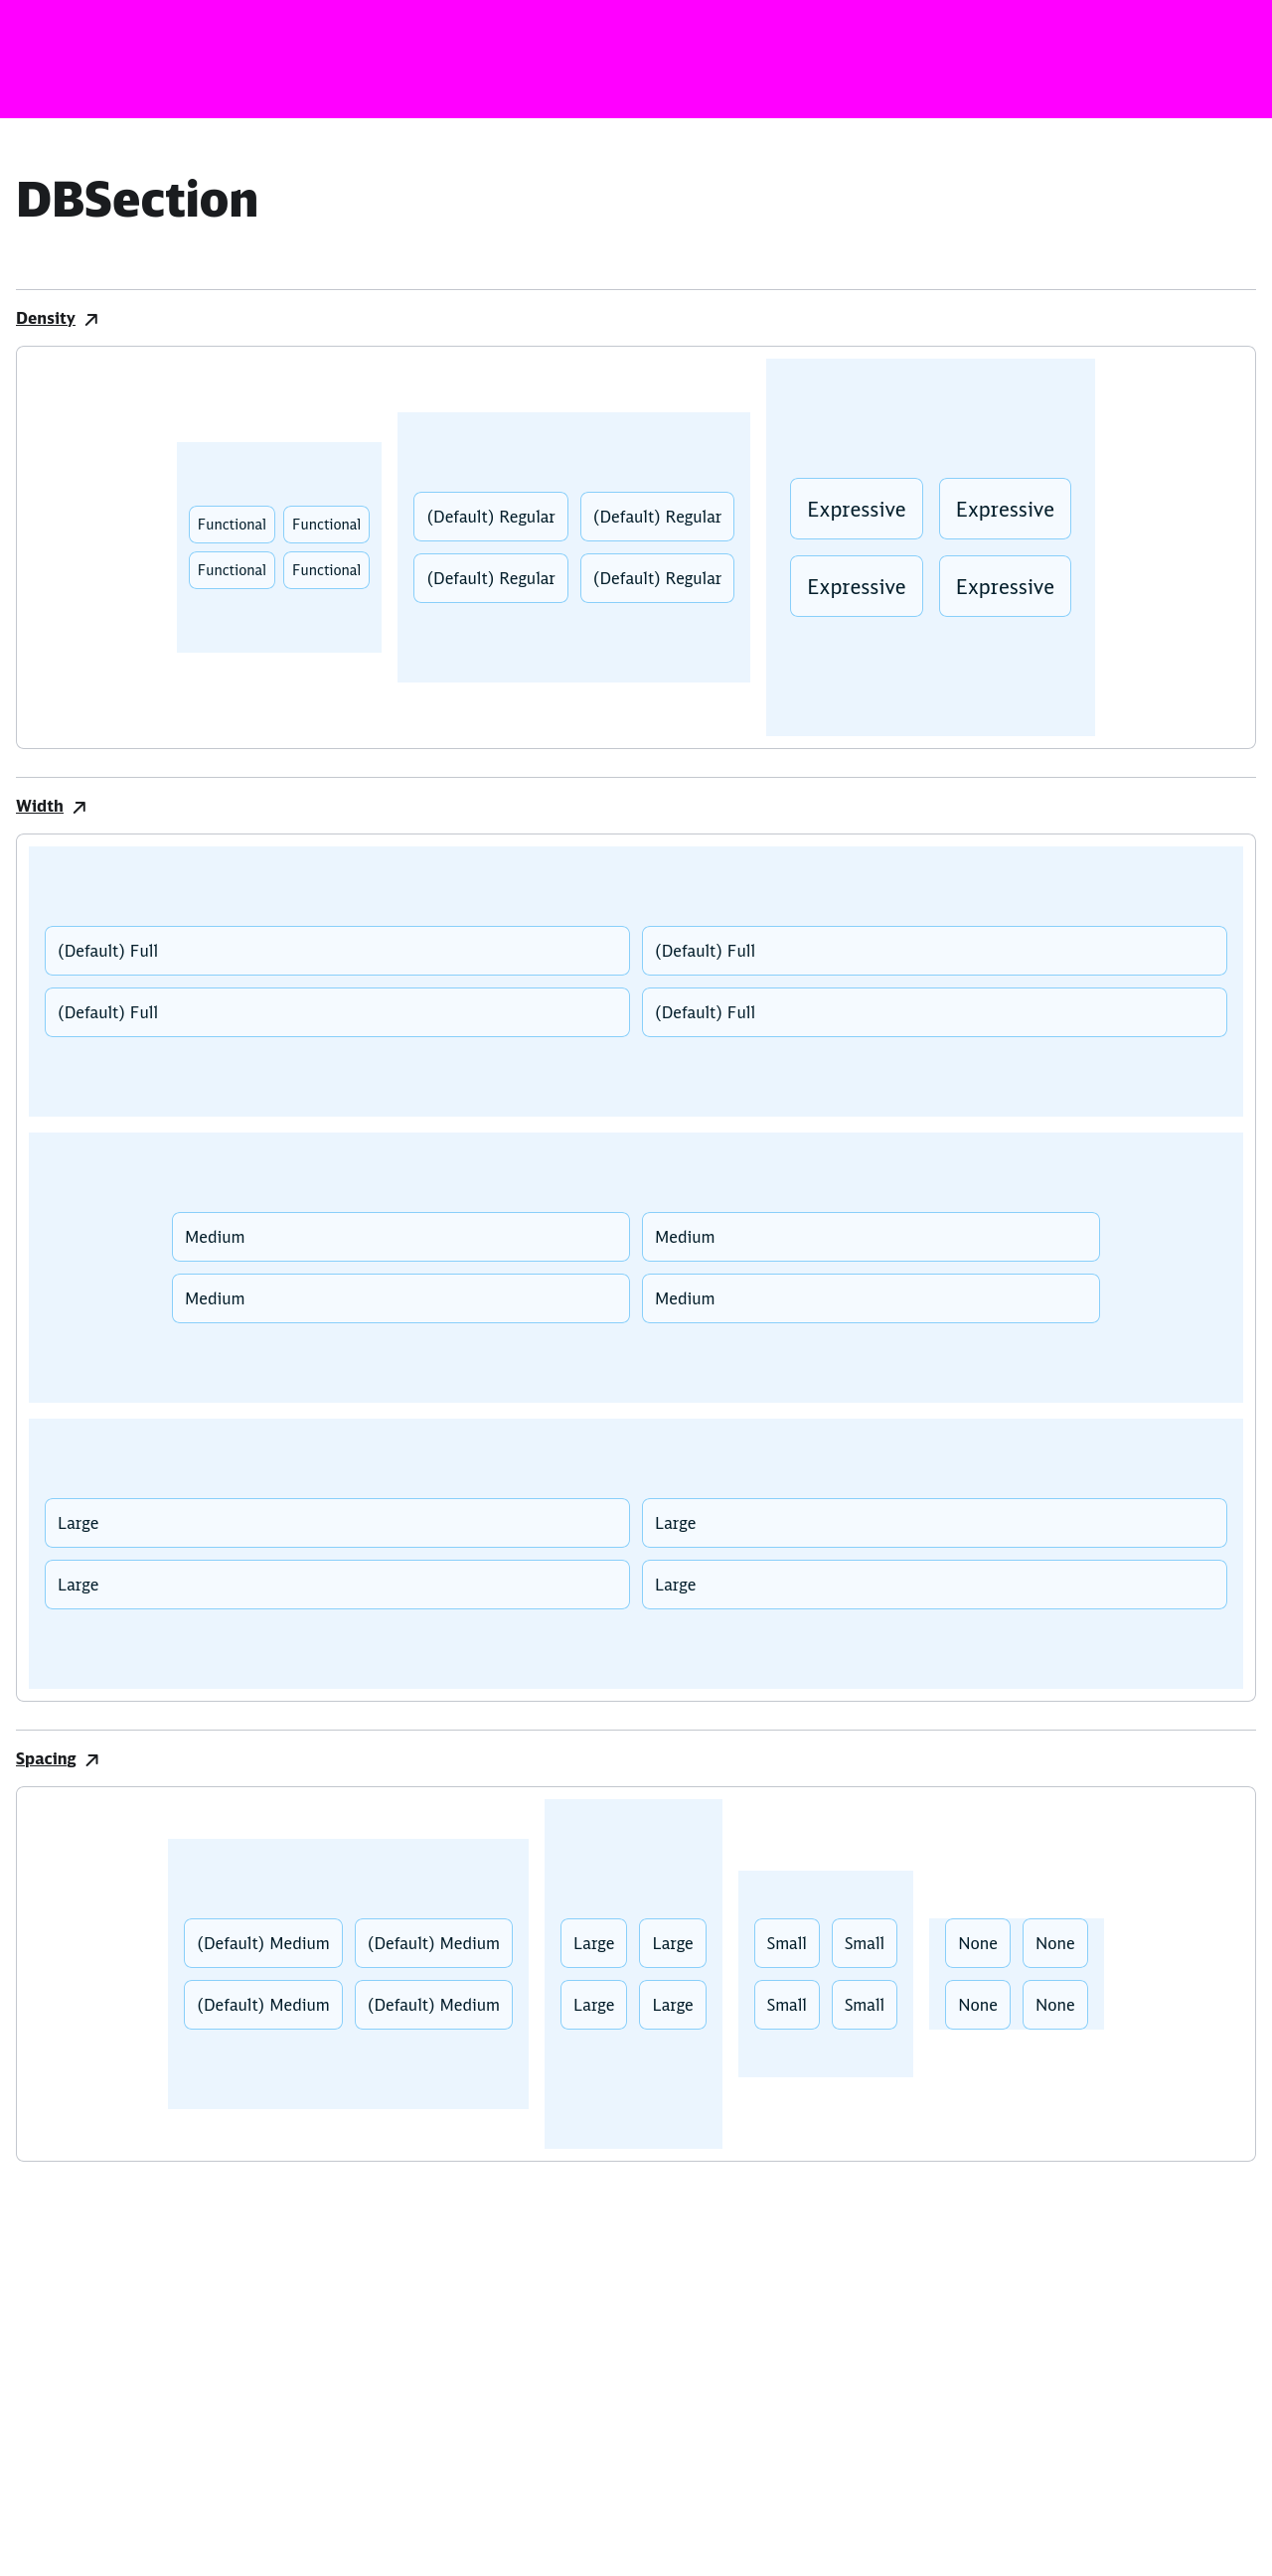 DBSection
Density
Functional Functional
Functional Functional
(Default) Regular (Default) Regular
(Default) Regular (Default) Regular
Expressive Expressive
Expressive Expressive
Width
(Default) Full (Default) Full
(Default) Full (Default) Full
Medium Medium
Medium Medium
Large Large
Large Large
Spacing
(Default) Medium (Default) Medium
(Default) Medium (Default) Medium
Large Large
Large Large
Small Small
Small Small
None None
None None